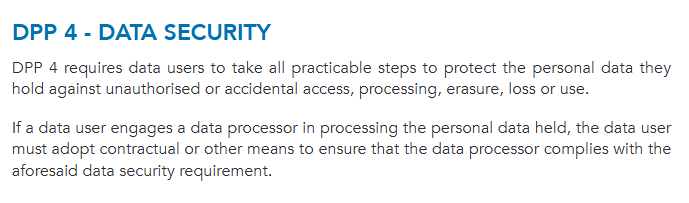 DPP 4 - DATA SECURITY
DPP 4 requires data users to take all practicable steps to protect the personal data they
hold against unauthorised or accidental access, processing, erasure, loss or use.
If a data user engages a data processor in processing the personal data held, the data user
must adopt contractual or other means to ensure that the data processor complies with the
aforesaid data security requirement.